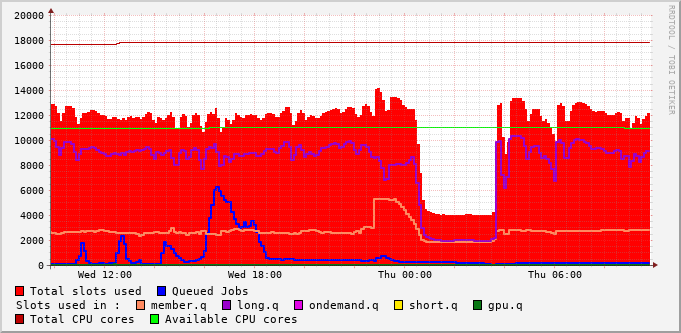 20000
18000
16000
14000
12000
10000
8000
6000
4000
2000
0
Wed 12:00 Wed 18:00 Thu 00:00 Thu 06:00
RRDTOOL / TOBI OETIKER
Total slots used Queued Jobs
Slots used in : member.q long.q ondemand.q short.q gpu.q
Total CPU cores Available CPU cores